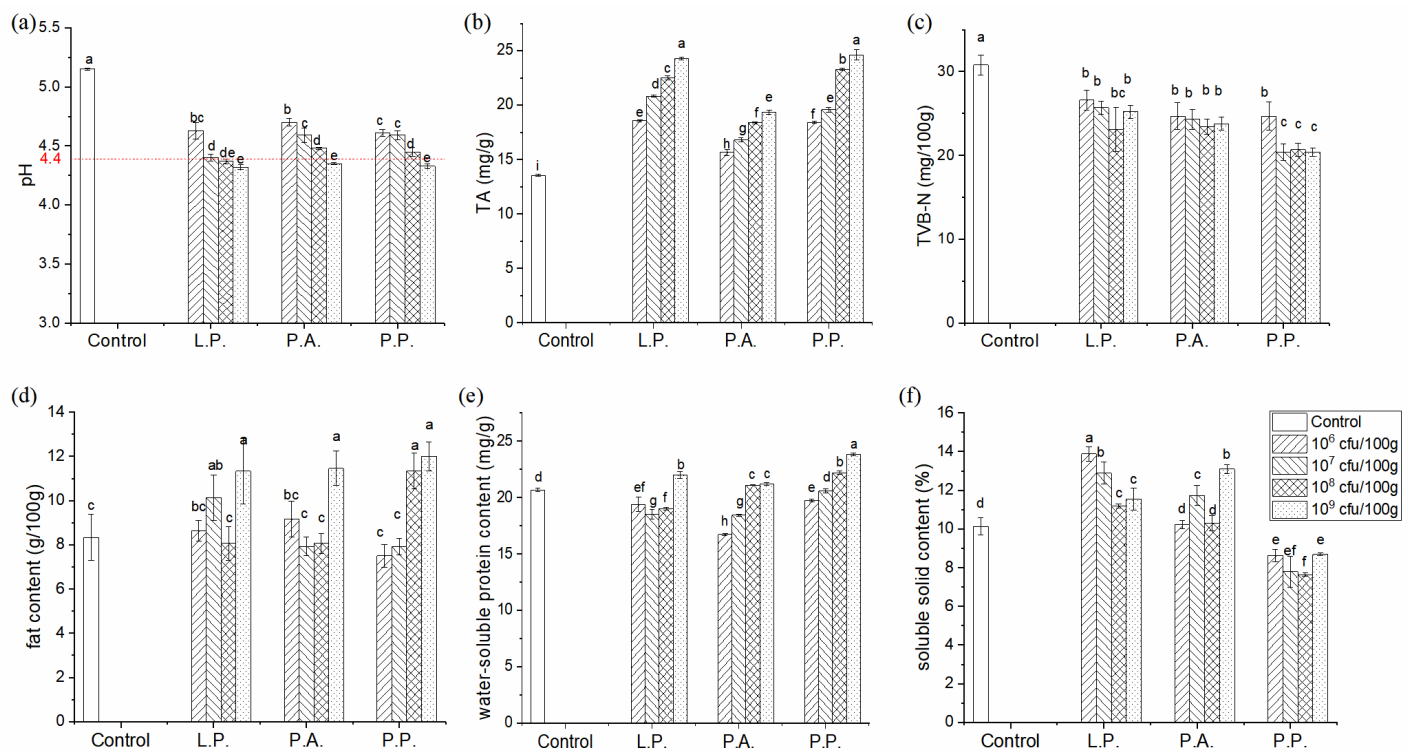 (a)
pH
5.5
5.0
4.5
4.4
4.0
3.5
3.0
a
bc
c
de
e
b
c
d
e
c
c
d
e
Control
L.P.
P.A.
P.P.
(b)
TA (mg/g)
25
20
15
10
5
0
i
e
d
c
a
h
g
f
e
f
e
b
a
Control
L.P.
P.A.
P.P.
(c)
TVB-N (mg/100g)
30
20
10
0
a
b
b
bc
b
b
b
b
b
b
c
c
c
Control
L.P.
P.A.
P.P.
(d)
fat content (g/100g)
14
12
10
8
6
4
2
0
c
bc
ab
c
a
bc
c
c
a
c
c
a
a
Control
L.P.
P.A.
P.P.
(e)
water-soluble protein content (mg/g)
25
20
15
10
5
0
d
ef
g
f
b
h
g
c
c
e
d
b
a
Control
L.P.
P.A.
P.P.
(f)
soluble solid content (%)
16
14
12
10
8
6
4
2
0
d
a
b
c
c
d
c
d
b
e
ef
f
e
Control
L.P.
P.A.
P.P.
Control
10⁶ cfu/100g
10⁷ cfu/100g
10⁸ cfu/100g
10⁹ cfu/100g